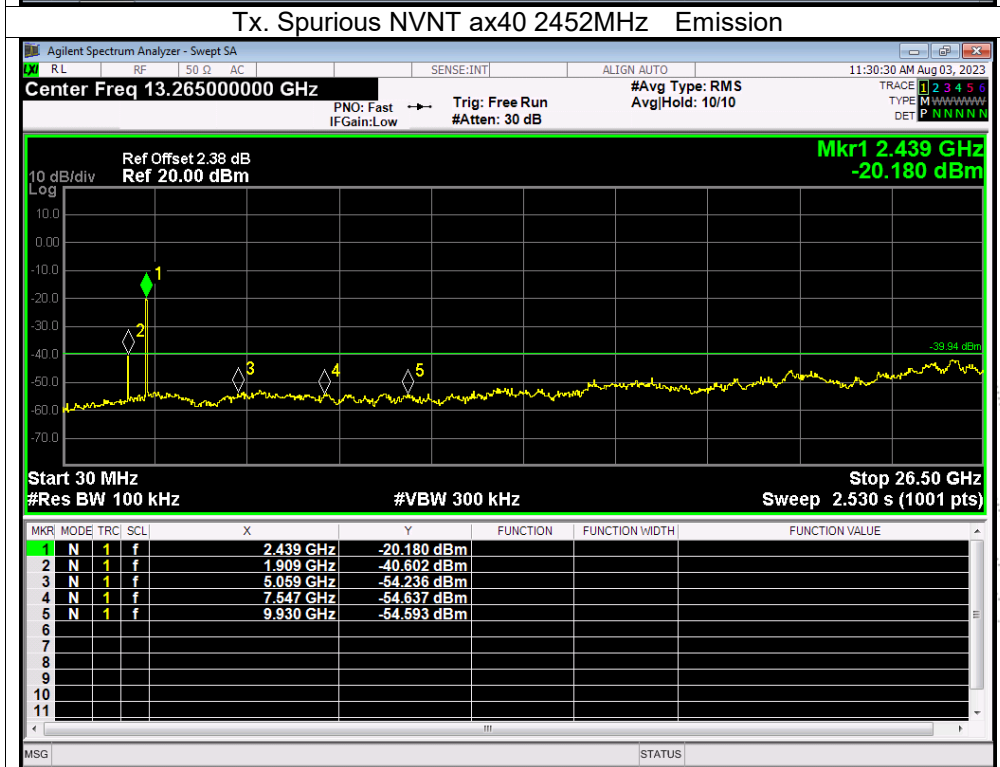 Tx. Spurious NVNT ax40 2452MHz Emission
Agilent Spectrum Analyzer - Swept SA
LXI RL RF 50 Ω AC SENSE:INT ALIGN AUTO 11:30:30 AM Aug 03, 2023
Center Freq 13.265000000 GHz #Avg Type: RMS TRACE 1 2 3 4 5 6
PNO: Fast Trig: Free Run Avg|Hold: 10/10 TYPE M WWWWW
IFGain:Low #Atten: 30 dB DET P N N N N N
Mkr1 2.439 GHz
Ref Offset 2.38 dB
10 dB/div Ref 20.00 dBm -20.180 dBm
Log
10.0
0.00
-10.0
1
-20.0
-30.0
2
-40.0
-39.94 dBm
3 4 5
-50.0
-60.0
-70.0
Start 30 MHz Stop 26.50 GHz
#Res BW 100 kHz #VBW 300 kHz Sweep 2.530 s (1001 pts)
MKR MODE TRC SCL X Y FUNCTION FUNCTION WIDTH FUNCTION VALUE
1 N 1 f 2.439 GHz -20.180 dBm
2 N 1 f 1.909 GHz -40.602 dBm
3 N 1 f 5.059 GHz -54.236 dBm
4 N 1 f 7.547 GHz -54.637 dBm
5 N 1 f 9.930 GHz -54.593 dBm
6
7
8
9
10
11
MSG STATUS